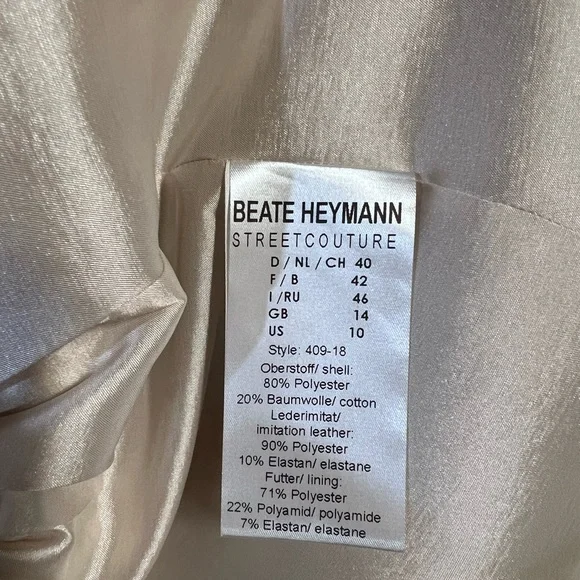 BEATE HEYMANN
STREETCOUTURE
D / NL / CH 40
F / B 42
I /RU 46
GB 14
US 10
Style: 409-18
Oberstoff/ shell:
80% Polyester
20% Baumwolle/ cotton
Lederimitat/
imitation leather:
90% Polyester
10% Elastan/ elastane
Futter/ lining:
71% Polyester
22% Polyamid/ polyamide
7% Elastan/ elastane